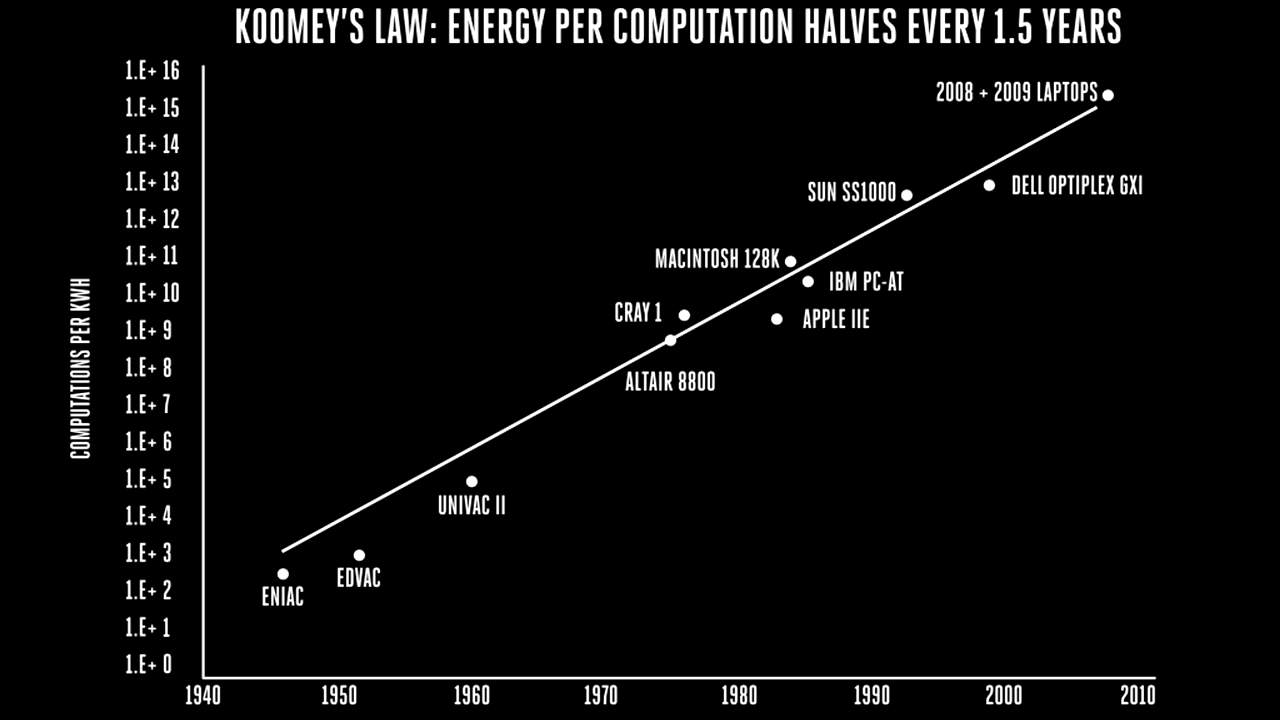 KOOMEY'S LAW: ENERGY PER COMPUTATION HALVES EVERY 1.5 YEARS
COMPUTATIONS PER KWH
1.E+ 16
1.E+ 15
1.E+ 14
1.E+ 13
1.E+ 12
1.E+ 11
1.E+ 10
1.E+ 9
1.E+ 8
1.E+ 7
1.E+ 6
1.E+ 5
1.E+ 4
1.E+ 3
1.E+ 2
1.E+ 1
1.E+ 0
2008 + 2009 LAPTOPS
DELL OPTIPLEX GXI
SUN SS1000
MACINTOSH 128K
IBM PC-AT
CRAY 1
APPLE IIE
ALTAIR 8800
UNIVAC II
EDVAC
ENIAC
1940 1950 1960 1970 1980 1990 2000 2010